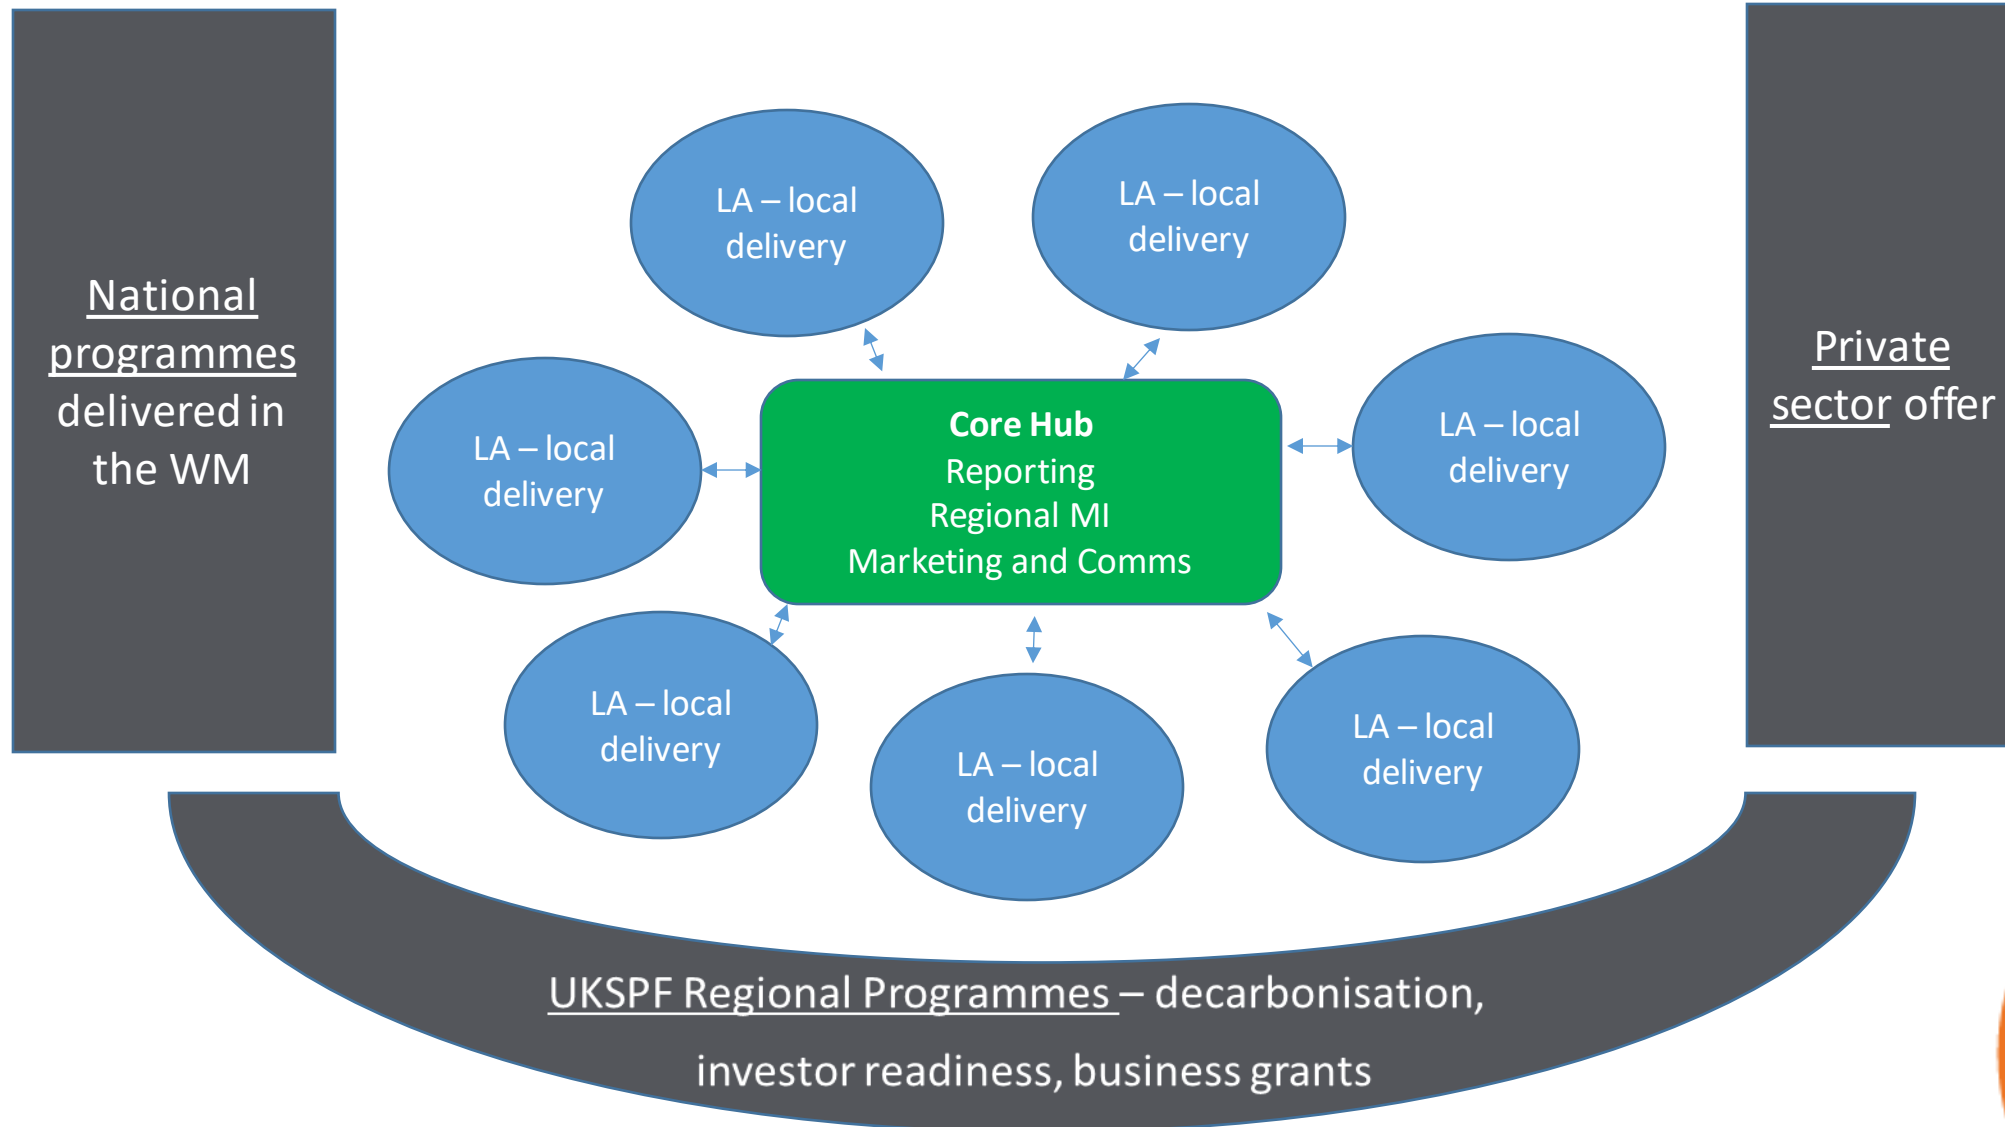 National
programmes
delivered in
the WM
LA – local
delivery
LA – local
delivery
LA – local
delivery
Core Hub
Reporting
Regional MI
Marketing and Comms
LA – local
delivery
LA – local
delivery
LA – local
delivery
LA – local
delivery
Private
sector offer
UKSPF Regional Programmes – decarbonisation,
investor readiness, business grants